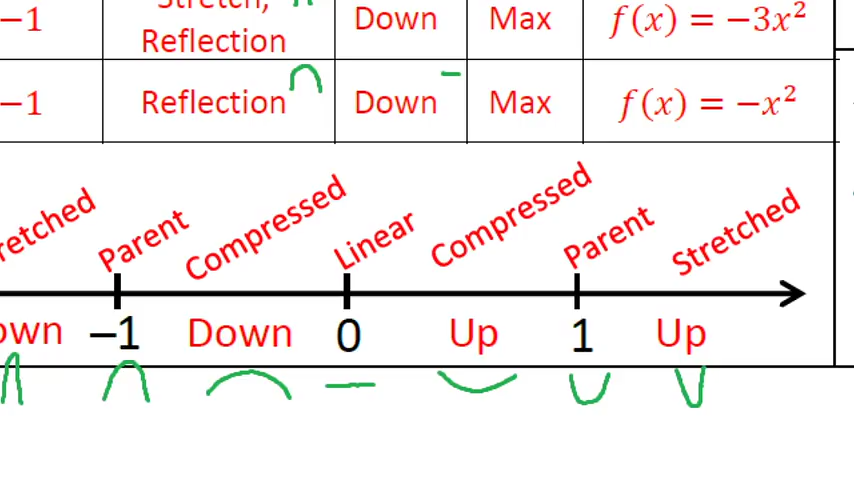 Stretch,
−1 Reflection Down Max f(x) = −3x²
−1 Reflection Down Max f(x) = −x²
Parent Compressed Linear Compressed Parent Stretched
−1 Down 0 Up 1 Up